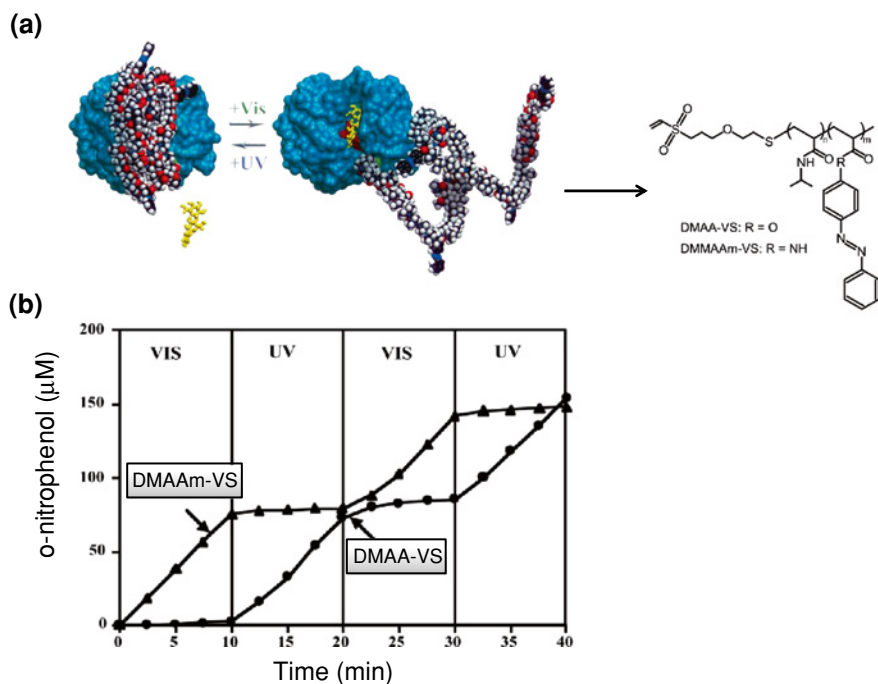 (a)
+Vis
+UV
O
S
O
O
S
n
m
NH
O
R
O
N
N
DMAA-VS: R = O
DMMAAm-VS: R = NH
(b)
200
150
100
50
0
o-nitrophenol (μM)
VIS
UV
VIS
UV
DMAAm-VS
DMAA-VS
0 5 10 15 20 25 30 35 40
Time (min)